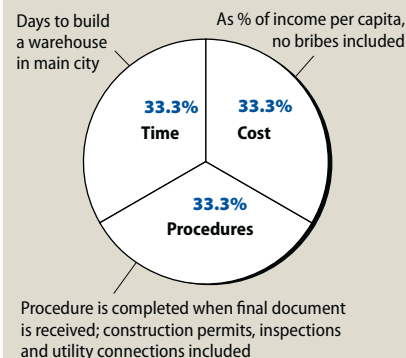 Days to build
a warehouse
in main city
As % of income per capita,
no bribes included
33.3%
Time
33.3%
Cost
33.3%
Procedures
Procedure is completed when final document
is received; construction permits, inspections
and utility connections included